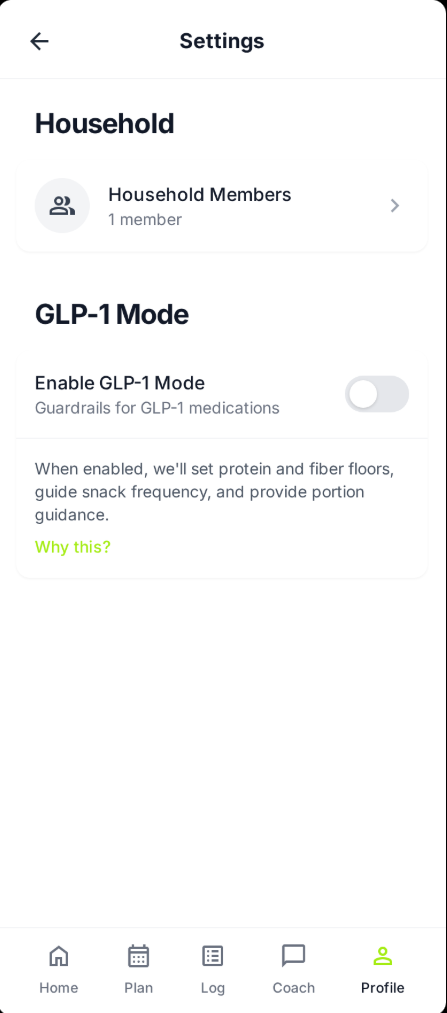 Settings
Household
Household Members
1 member
GLP-1 Mode
Enable GLP-1 Mode
Guardrails for GLP-1 medications
When enabled, we'll set protein and fiber floors,
guide snack frequency, and provide portion
guidance.
Why this?
Home Plan Log Coach Profile